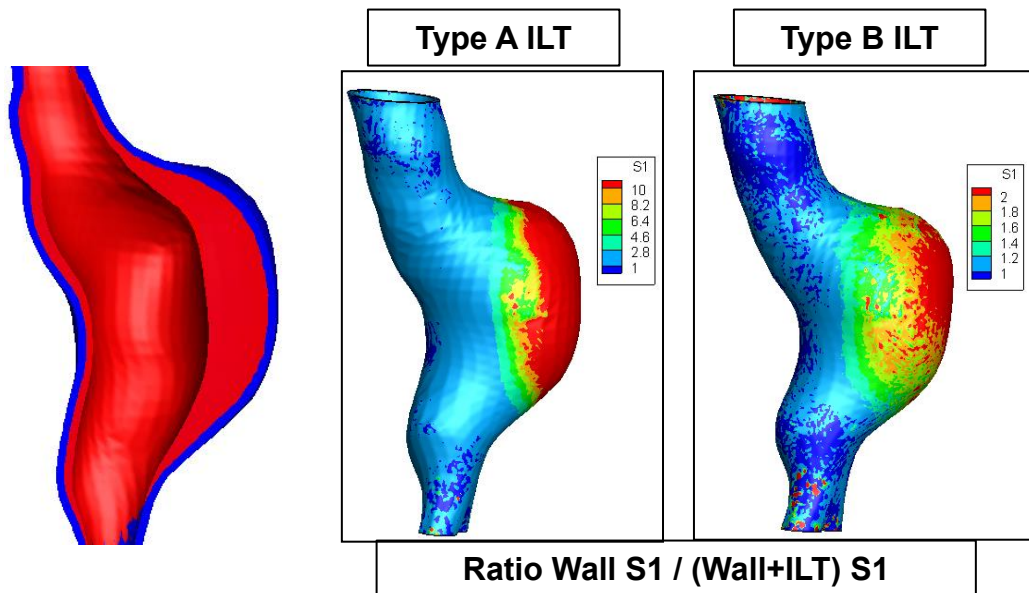 Type A ILT
Type B ILT
S1
10
8.2
6.4
4.6
2.8
1
S1
2
1.8
1.6
1.4
1.2
1
Ratio Wall S1 / (Wall+ILT) S1